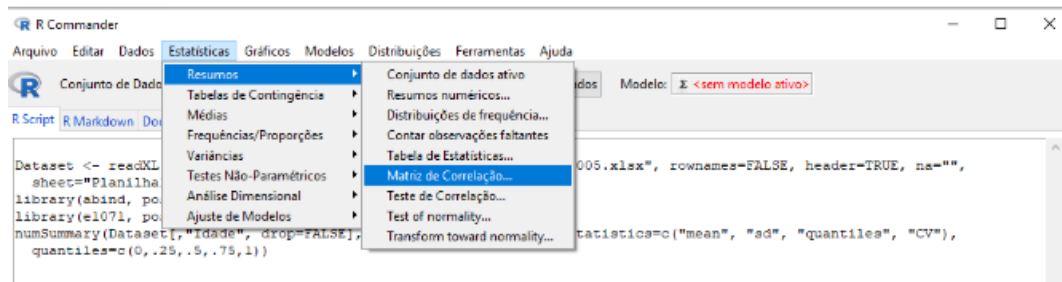 R Commander
Arquivo Editar Dados Estatísticas Gráficos Modelos Distribuições Ferramentas Ajuda
Conjunto de Dado
Resumos
Conjunto de dados ativo
dos Modelo: Σ <sem modelo ativo>
Tabelas de Contingência
Resumos numéricos...
R Script R Markdown Do
Médias
Distribuições de frequência...
Frequências/Proporções
Contar observações faltantes
Variâncias
Tabela de Estatísticas...
Dataset <- readXL
005.xlsx", rownames=FALSE, header=TRUE, na="",
Testes Não-Paramétricos
Matriz de Correlação...
sheet="Planilha
Análise Dimensional
Teste de Correlação...
library(abind, po
Ajuste de Modelos
Test of normality...
library(e1071, po
Transform toward normality...
numSummary(Dataset[,"Idade", drop=FALSE], tatistics=c("mean", "sd", "quantiles", "CV"),
quantiles=c(0,.25,.5,.75,1))